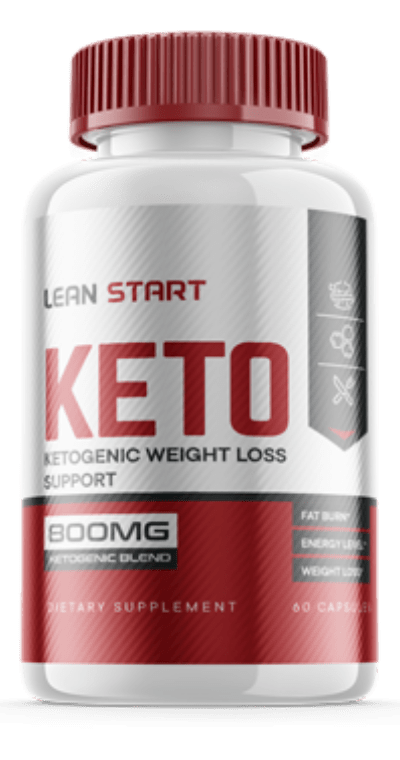 LEAN START
KETO
KETOGENIC WEIGHT LOSS
SUPPORT
800MG
KETOGENIC BLEND
FAT BURN*
ENERGY LEVEL*
WEIGHT LOSS*
DIETARY SUPPLEMENT
60 CAPSULES